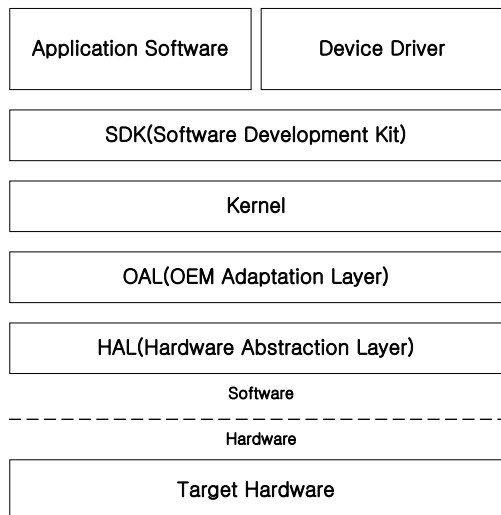 Application Software
Device Driver
SDK(Software Development Kit)
Kernel
OAL(OEM Adaptation Layer)
HAL(Hardware Abstraction Layer)
Software
Hardware
Target Hardware